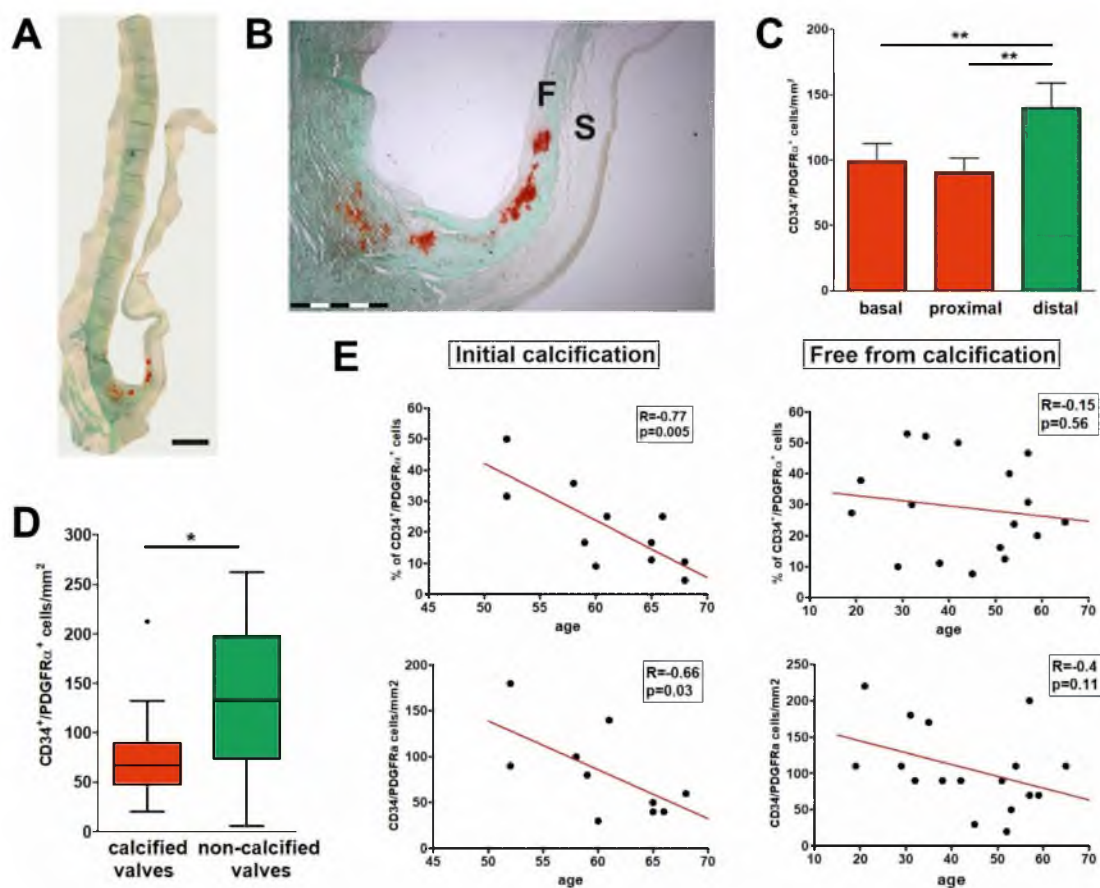 A
B
F
S
C
CD34+/PDGFRα+ cells/mm2
200
150
100
50
0
**
**
basal proximal distal
D
CD34+/PDGFRα+ cells/mm2
300
250
200
150
100
50
0
*
calcified valves
non-calcified valves
E
Initial calcification
% of CD34+/PDGFRα+ cells
60
50
40
30
20
10
0
R=-0.77
p=0.005
45 50 55 60 65 70
age
Free from calcification
% of CD34+/PDGFRα+ cells
60
50
40
30
20
10
0
R=-0.15
p=0.56
10 20 30 40 50 60 70
age
CD34/PDGFRa cells/mm2
200
150
100
50
0
R=-0.66
p=0.03
45 50 55 60 65 70
age
CD34/PDGFRa cells/mm2
250
200
150
100
50
0
R=-0.4
p=0.11
10 20 30 40 50 60 70
age